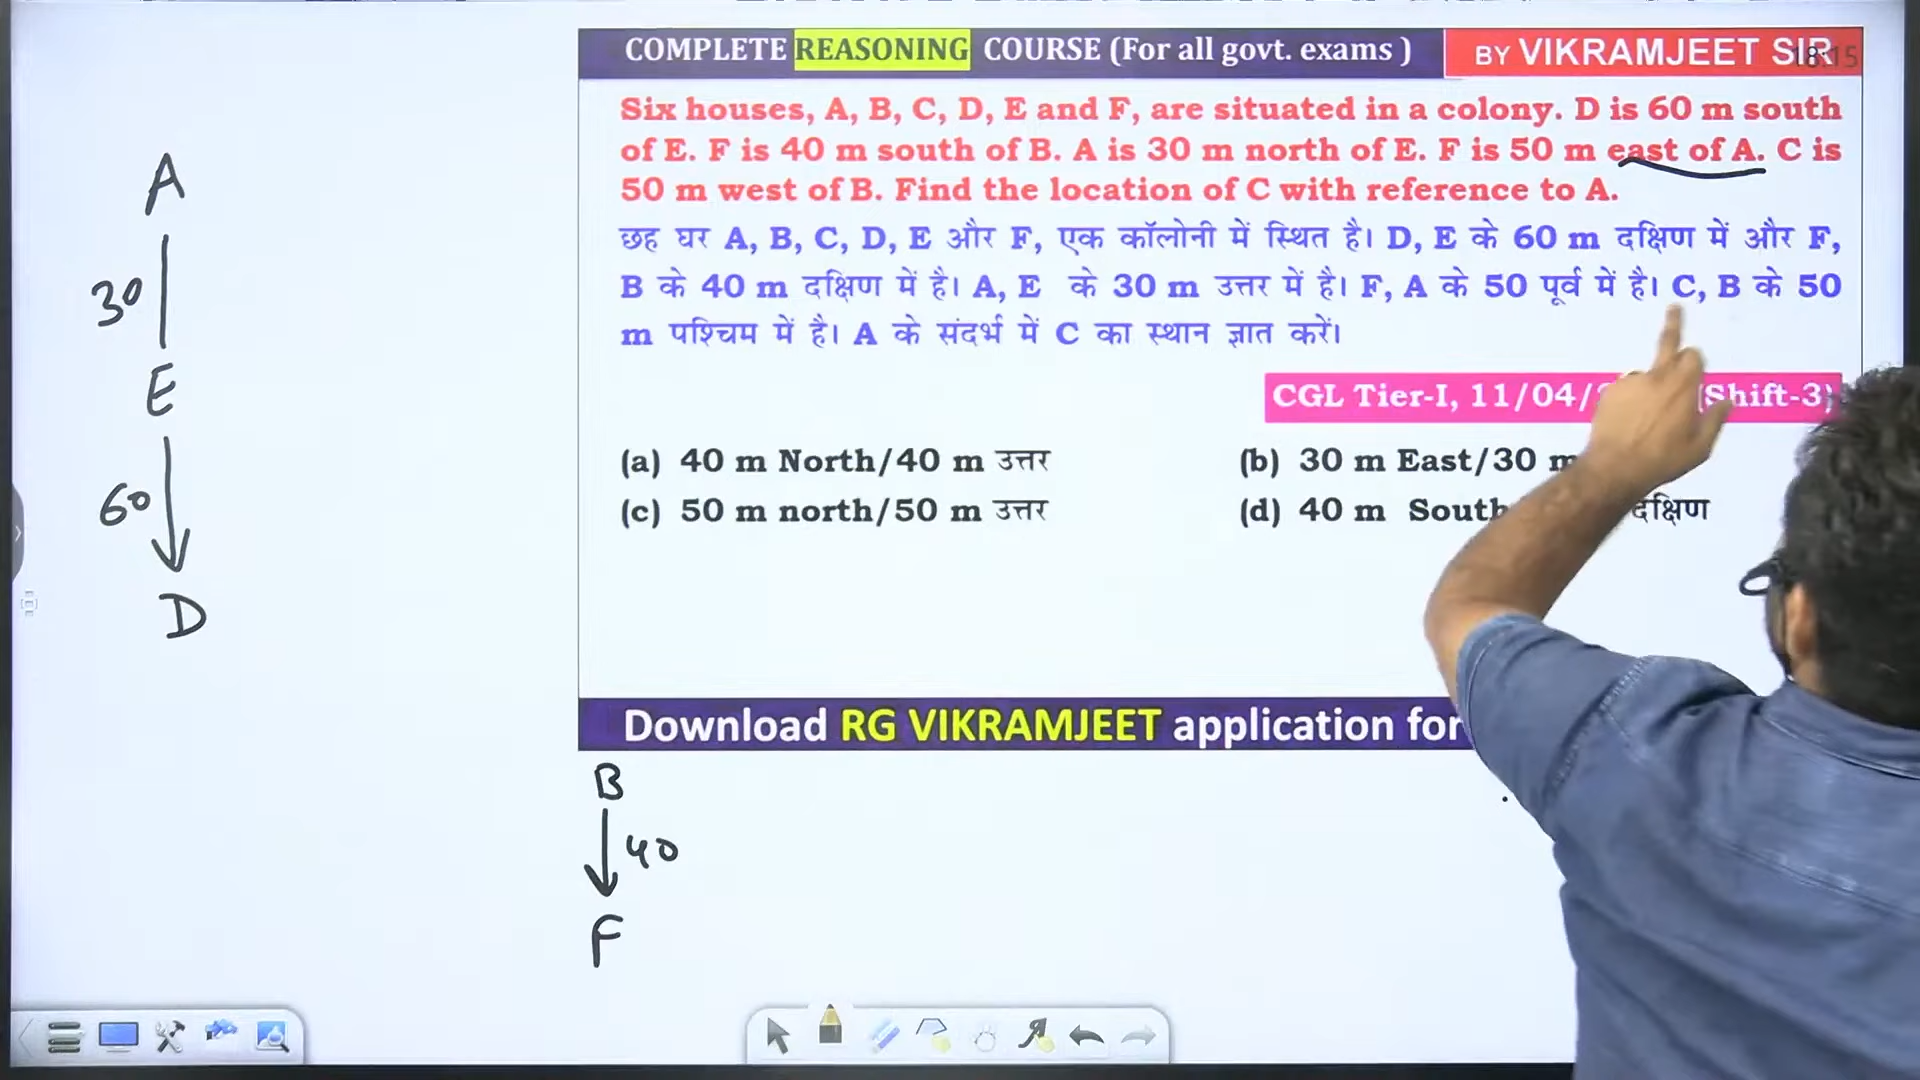 COMPLETE REASONING COURSE (For all govt. exams ) BY VIKRAMJEET SIR
18:15
Six houses, A, B, C, D, E and F, are situated in a colony. D is 60 m south
of E. F is 40 m south of B. A is 30 m north of E. F is 50 m east of A. C is
50 m west of B. Find the location of C with reference to A.
छह घर A, B, C, D, E और F, एक कॉलोनी में स्थित है। D, E के 60 m दक्षिण में और F,
B के 40 m दक्षिण में है। A, E के 30 m उत्तर में है। F, A के 50 पूर्व में है। C, B के 50
m पश्चिम में है। A के संदर्भ में C का स्थान ज्ञात करें।
CGL Tier-I, 11/04/ (Shift-3)
(a) 40 m North/40 m उत्तर (b) 30 m East/30 m
(c) 50 m north/50 m उत्तर (d) 40 m South दक्षिण
Download RG VIKRAMJEET application for
A
30
E
60
D
B
40
F